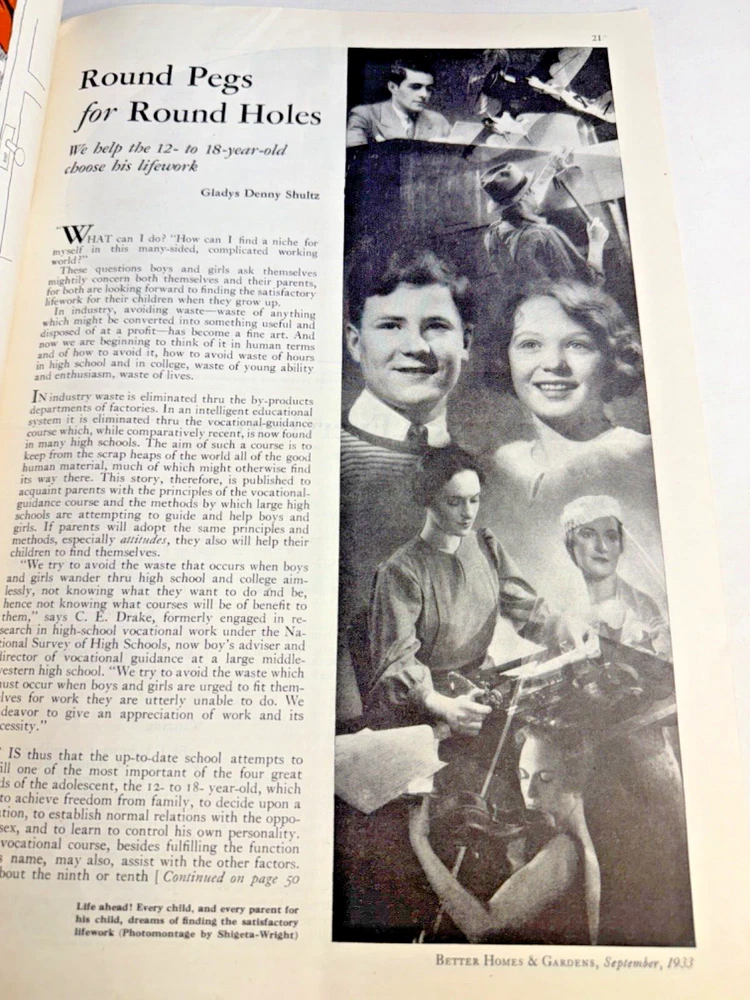 21
Round Pegs
for Round Holes
We help the 12- to 18-year-old
choose his lifework
Gladys Denny Shultz
"WHAT can I do? "How can I find a niche for
myself in this many-sided, complicated working
world?"
These questions boys and girls ask themselves
mightily concern both themselves and their parents,
for both are looking forward to finding the satisfactory
lifework for their children when they grow up.
In industry, avoiding waste—waste of anything
which might be converted into something useful and
disposed of at a profit—has become a fine art. And
now we are beginning to think of it in human terms
and of how to avoid it, how to avoid waste of hours
in high school and in college, waste of young ability
and enthusiasm, waste of lives.
IN industry waste is eliminated thru the by-products
departments of factories. In an intelligent educational
system it is eliminated thru the vocational-guidance
course which, while comparatively recent, is now found
in many high schools. The aim of such a course is to
keep from the scrap heaps of the world all of the good
human material, much of which might otherwise find
its way there. This story, therefore, is published to
acquaint parents with the principles of the vocational-
guidance course and the methods by which large high
schools are attempting to guide and help boys and
girls. If parents will adopt the same principles and
methods, especially attitudes, they also will help their
children to find themselves.
"We try to avoid the waste that occurs when boys
and girls wander thru high school and college aim-
lessly, not knowing what they want to do and be,
hence not knowing what courses will be of benefit to
them," says C. E. Drake, formerly engaged in re-
search in high-school vocational work under the Na-
tional Survey of High Schools, now boy's adviser and
director of vocational guidance at a large middle-
western high school. "We try to avoid the waste which
ust occur when boys and girls are urged to fit them-
lves for work they are utterly unable to do. We
deavor to give an appreciation of work and its
cessity."
IS thus that the up-to-date school attempts to
ill one of the most important of the four great
ds of the adolescent, the 12- to 18- year-old, which
to achieve freedom from family, to decide upon a
ation, to establish normal relations with the oppo-
sex, and to learn to control his own personality.
vocational course, besides fulfilling the function
s name, may also, assist with the other factors.
bout the ninth or tenth [Continued on page 50
Life ahead! Every child, and every parent for
his child, dreams of finding the satisfactory
lifework (Photomontage by Shigeta-Wright)
BETTER HOMES & GARDENS, September, 1933